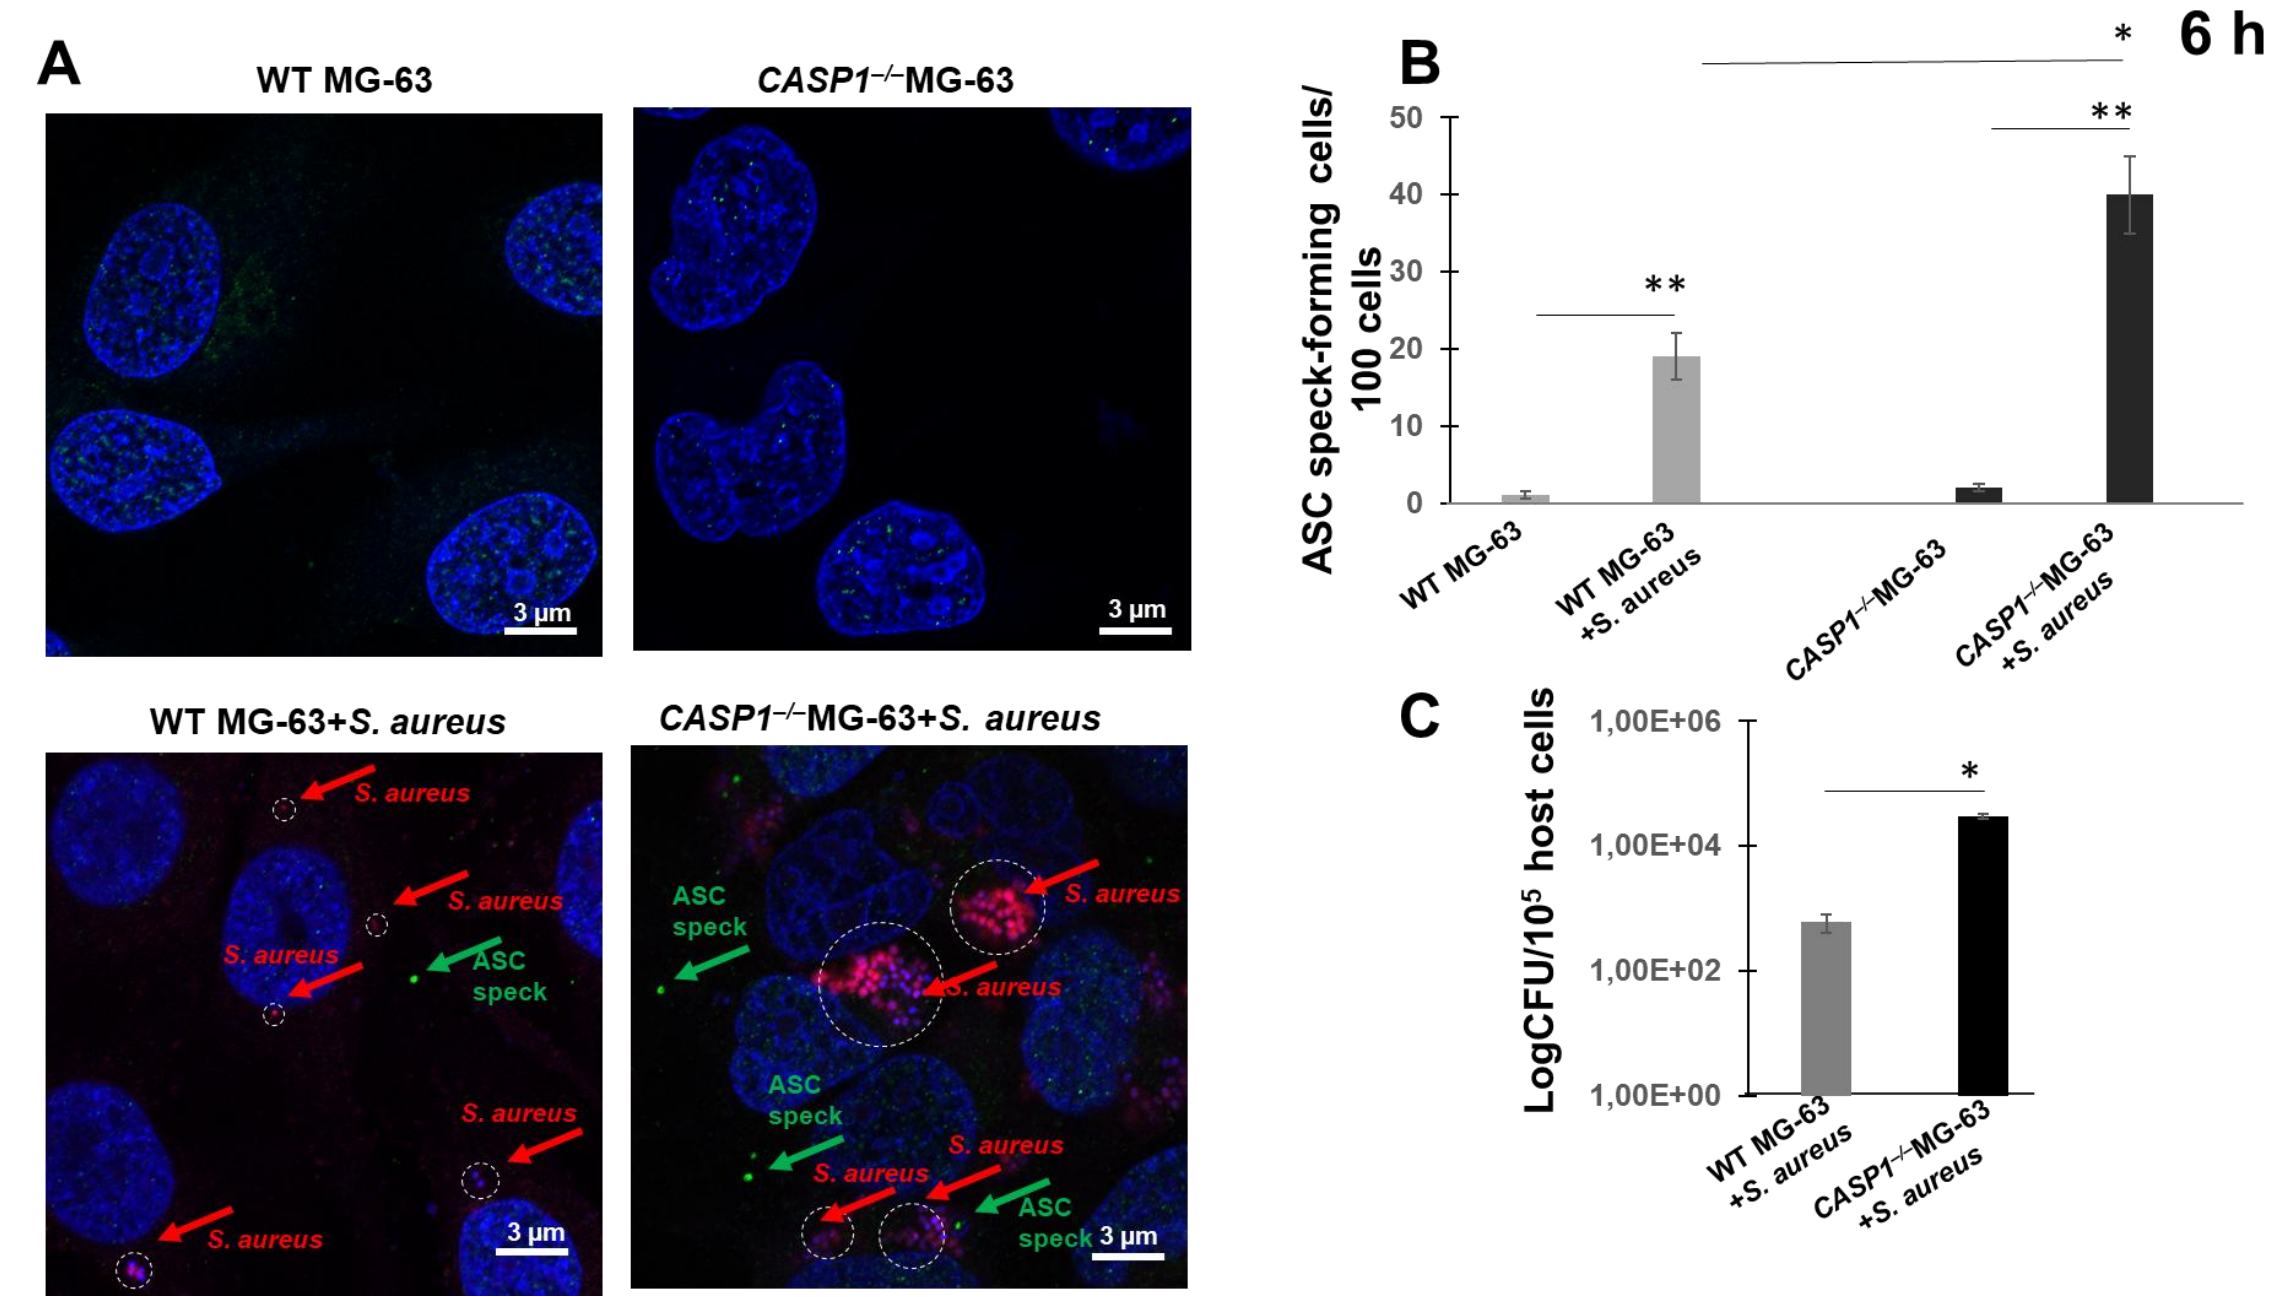 A
WT MG-63
CASP1–/–MG-63
3 µm
3 µm
WT MG-63+S. aureus
CASP1–/–MG-63+S. aureus
S. aureus
S. aureus
S. aureus
ASC
speck
S. aureus
S. aureus
3 µm
ASC
speck
S. aureus
S. aureus
ASC
speck
S. aureus
S. aureus
ASC
speck
3 µm
6 h
B
*
**
**
ASC speck-forming cells/
100 cells
50
40
30
20
10
0
WT MG-63
WT MG-63
+S. aureus
CASP1–/–MG-63
CASP1–/–MG-63
+S. aureus
C
LogCFU/10⁵ host cells
1,00E+06
1,00E+04
1,00E+02
1,00E+00
*
WT MG-63
+S. aureus
CASP1–/–MG-63
+S. aureus